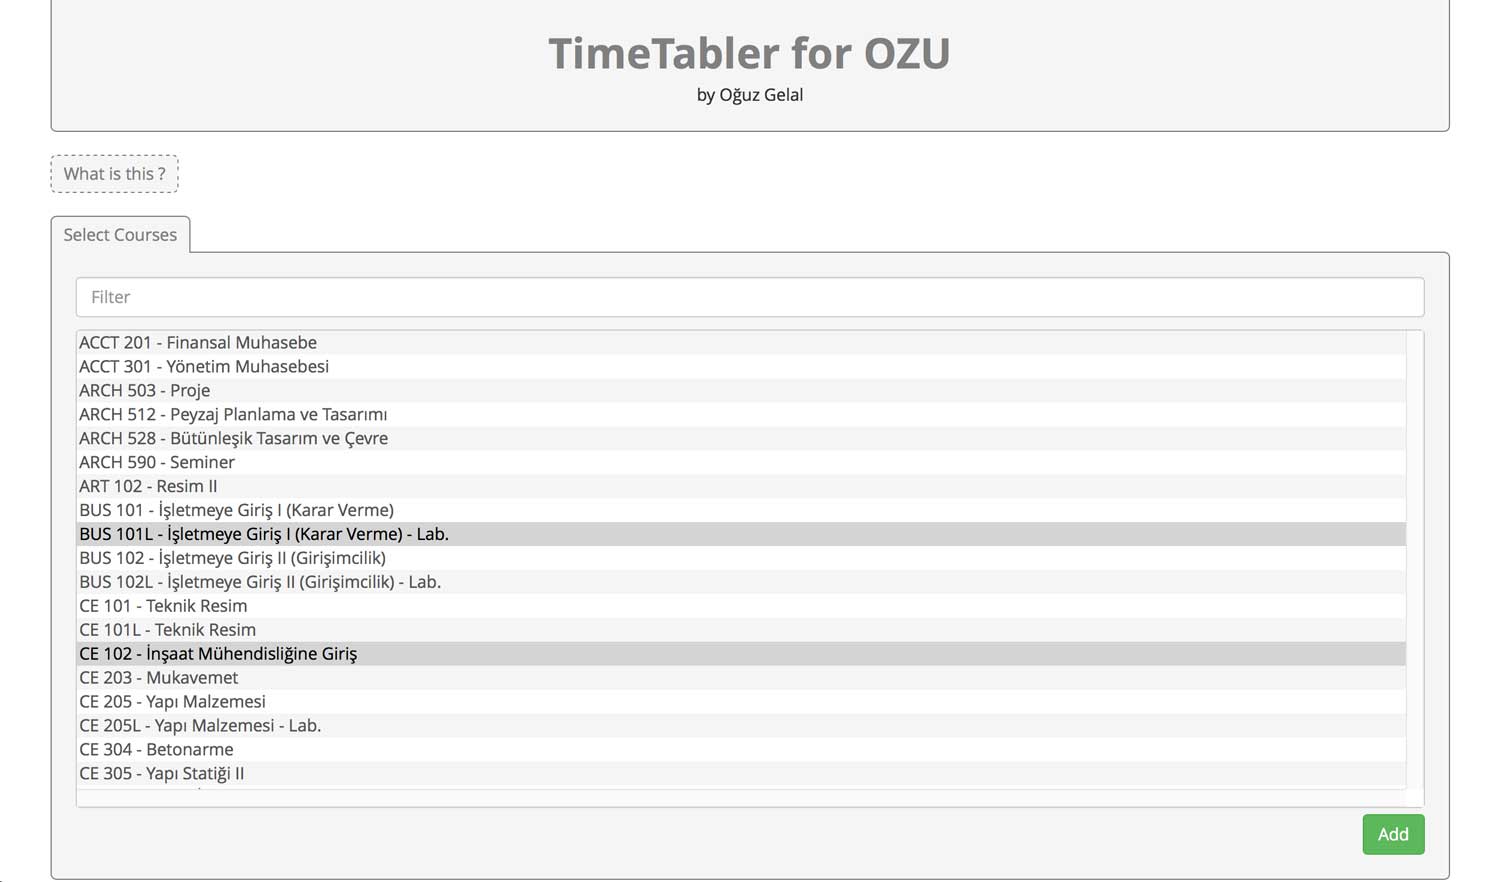 TimeTabler for OZU
by Oğuz Gelal
What is this ?
Select Courses
Filter
ACCT 201 - Finansal Muhasebe
ACCT 301 - Yönetim Muhasebesi
ARCH 503 - Proje
ARCH 512 - Peyzaj Planlama ve Tasarımı
ARCH 528 - Bütünleşik Tasarım ve Çevre
ARCH 590 - Seminer
ART 102 - Resim II
BUS 101 - İşletmeye Giriş I (Karar Verme)
BUS 101L - İşletmeye Giriş I (Karar Verme) - Lab.
BUS 102 - İşletmeye Giriş II (Girişimcilik)
BUS 102L - İşletmeye Giriş II (Girişimcilik) - Lab.
CE 101 - Teknik Resim
CE 101L - Teknik Resim
CE 102 - İnşaat Mühendisliğine Giriş
CE 203 - Mukavemet
CE 205 - Yapı Malzemesi
CE 205L - Yapı Malzemesi - Lab.
CE 304 - Betonarme
CE 305 - Yapı Statiği II
Add